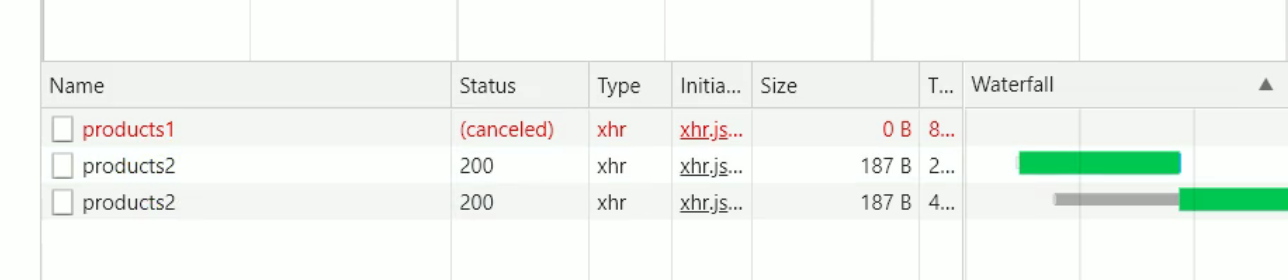 Name Status Type Initia... Size T... Waterfall
products1 (canceled) xhr xhr.js... 0 B 8...
products2 200 xhr xhr.js... 187 B 2...
products2 200 xhr xhr.js... 187 B 4...